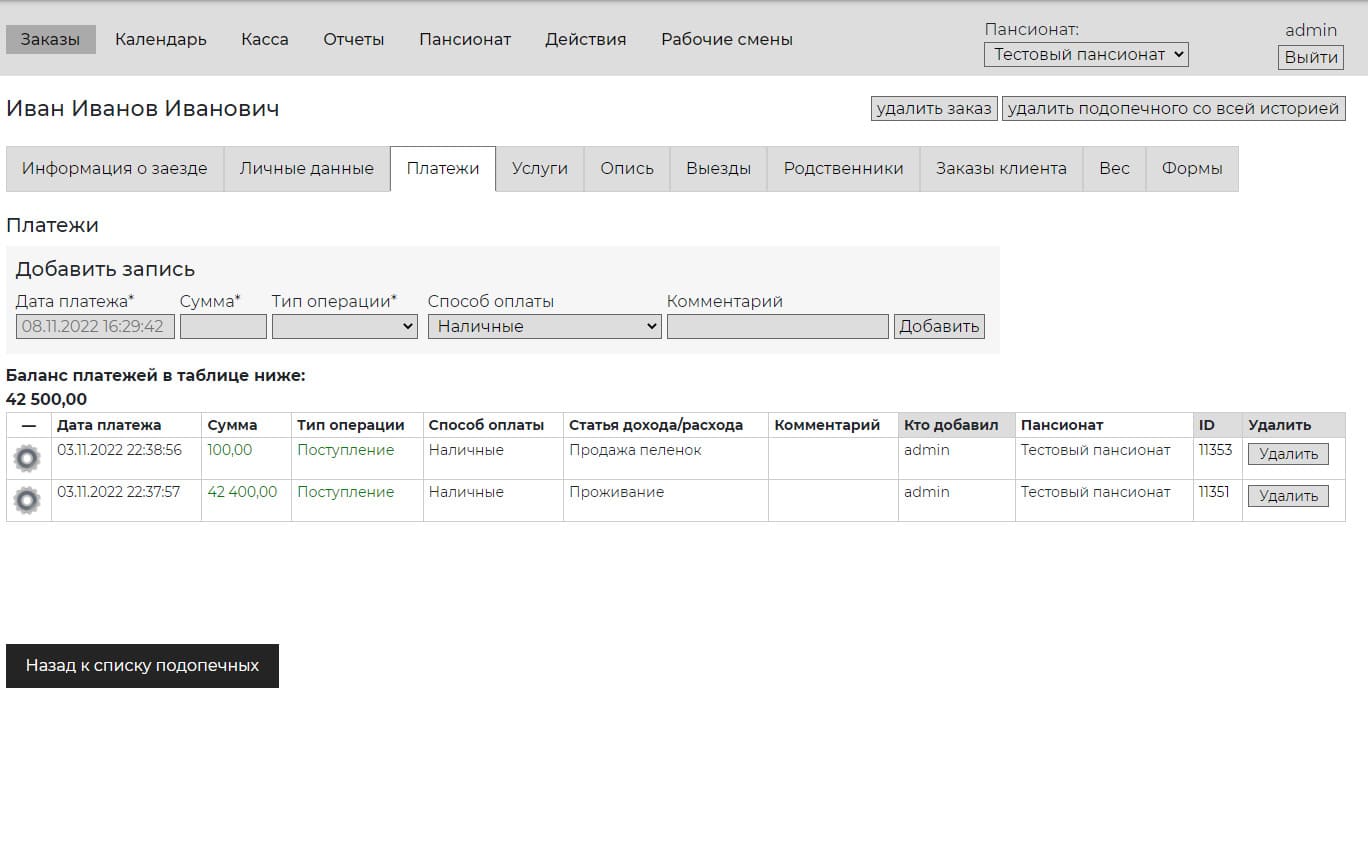 Заказы Календарь Касса Отчеты Пансионат Действия Рабочие смены Пансионат: admin
Тестовый пансионат Выйти
Иван Иванов Иванович удалить заказ удалить подопечного со всей историей
Информация о заезде Личные данные Платежи Услуги Опись Выезды Родственники Заказы клиента Вес Формы
Платежи
Добавить запись
Дата платежа* Сумма* Тип операции* Способ оплаты Комментарий
08.11.2022 16:29:42 Наличные Добавить
Баланс платежей в таблице ниже:
42 500,00
— Дата платежа Сумма Тип операции Способ оплаты Статья дохода/расхода Комментарий Кто добавил Пансионат ID Удалить
03.11.2022 22:38:56 100,00 Поступление Наличные Продажа пеленок admin Тестовый пансионат 11353 Удалить
03.11.2022 22:37:57 42 400,00 Поступление Наличные Проживание admin Тестовый пансионат 11351 Удалить
Назад к списку подопечных